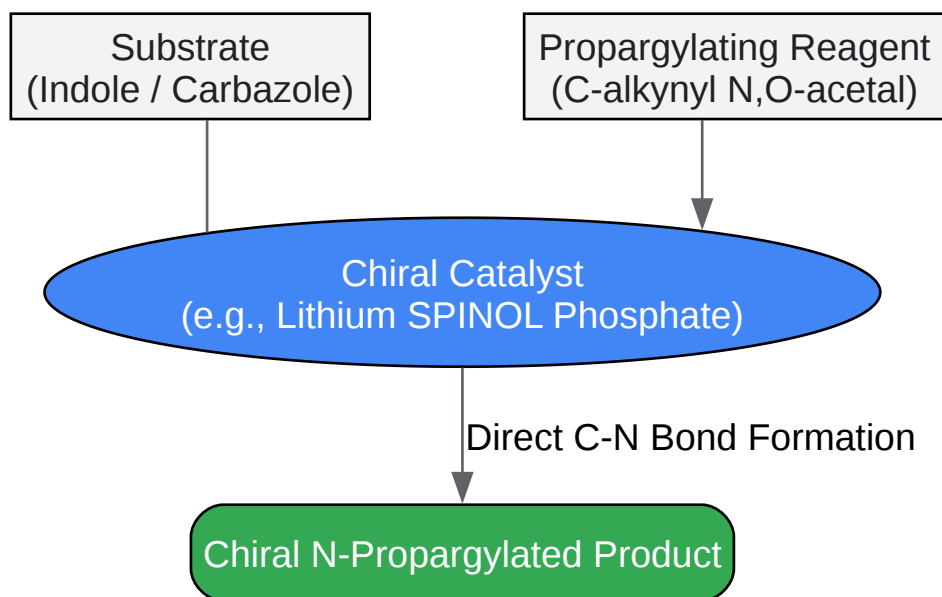 Substrate
(Indole / Carbazole)
Propargylating Reagent
(C-alkynyl N,O-acetal)
Chiral Catalyst
(e.g., Lithium SPINOL Phosphate)
Direct C-N Bond Formation
Chiral N-Propargylated Product